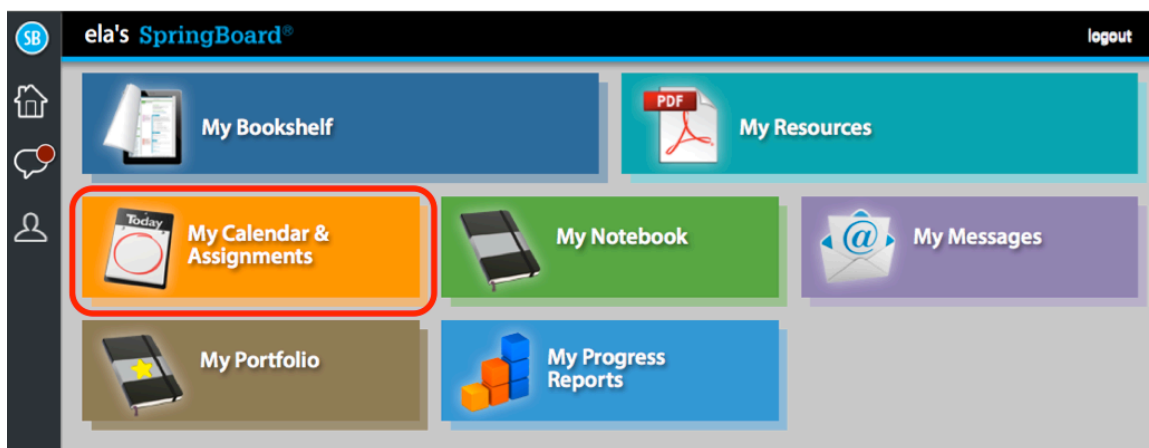 SB
ela's SpringBoard®
logout
My Bookshelf
PDF
My Resources
Today
My Calendar &
Assignments
My Notebook
@
My Messages
My Portfolio
My Progress
Reports